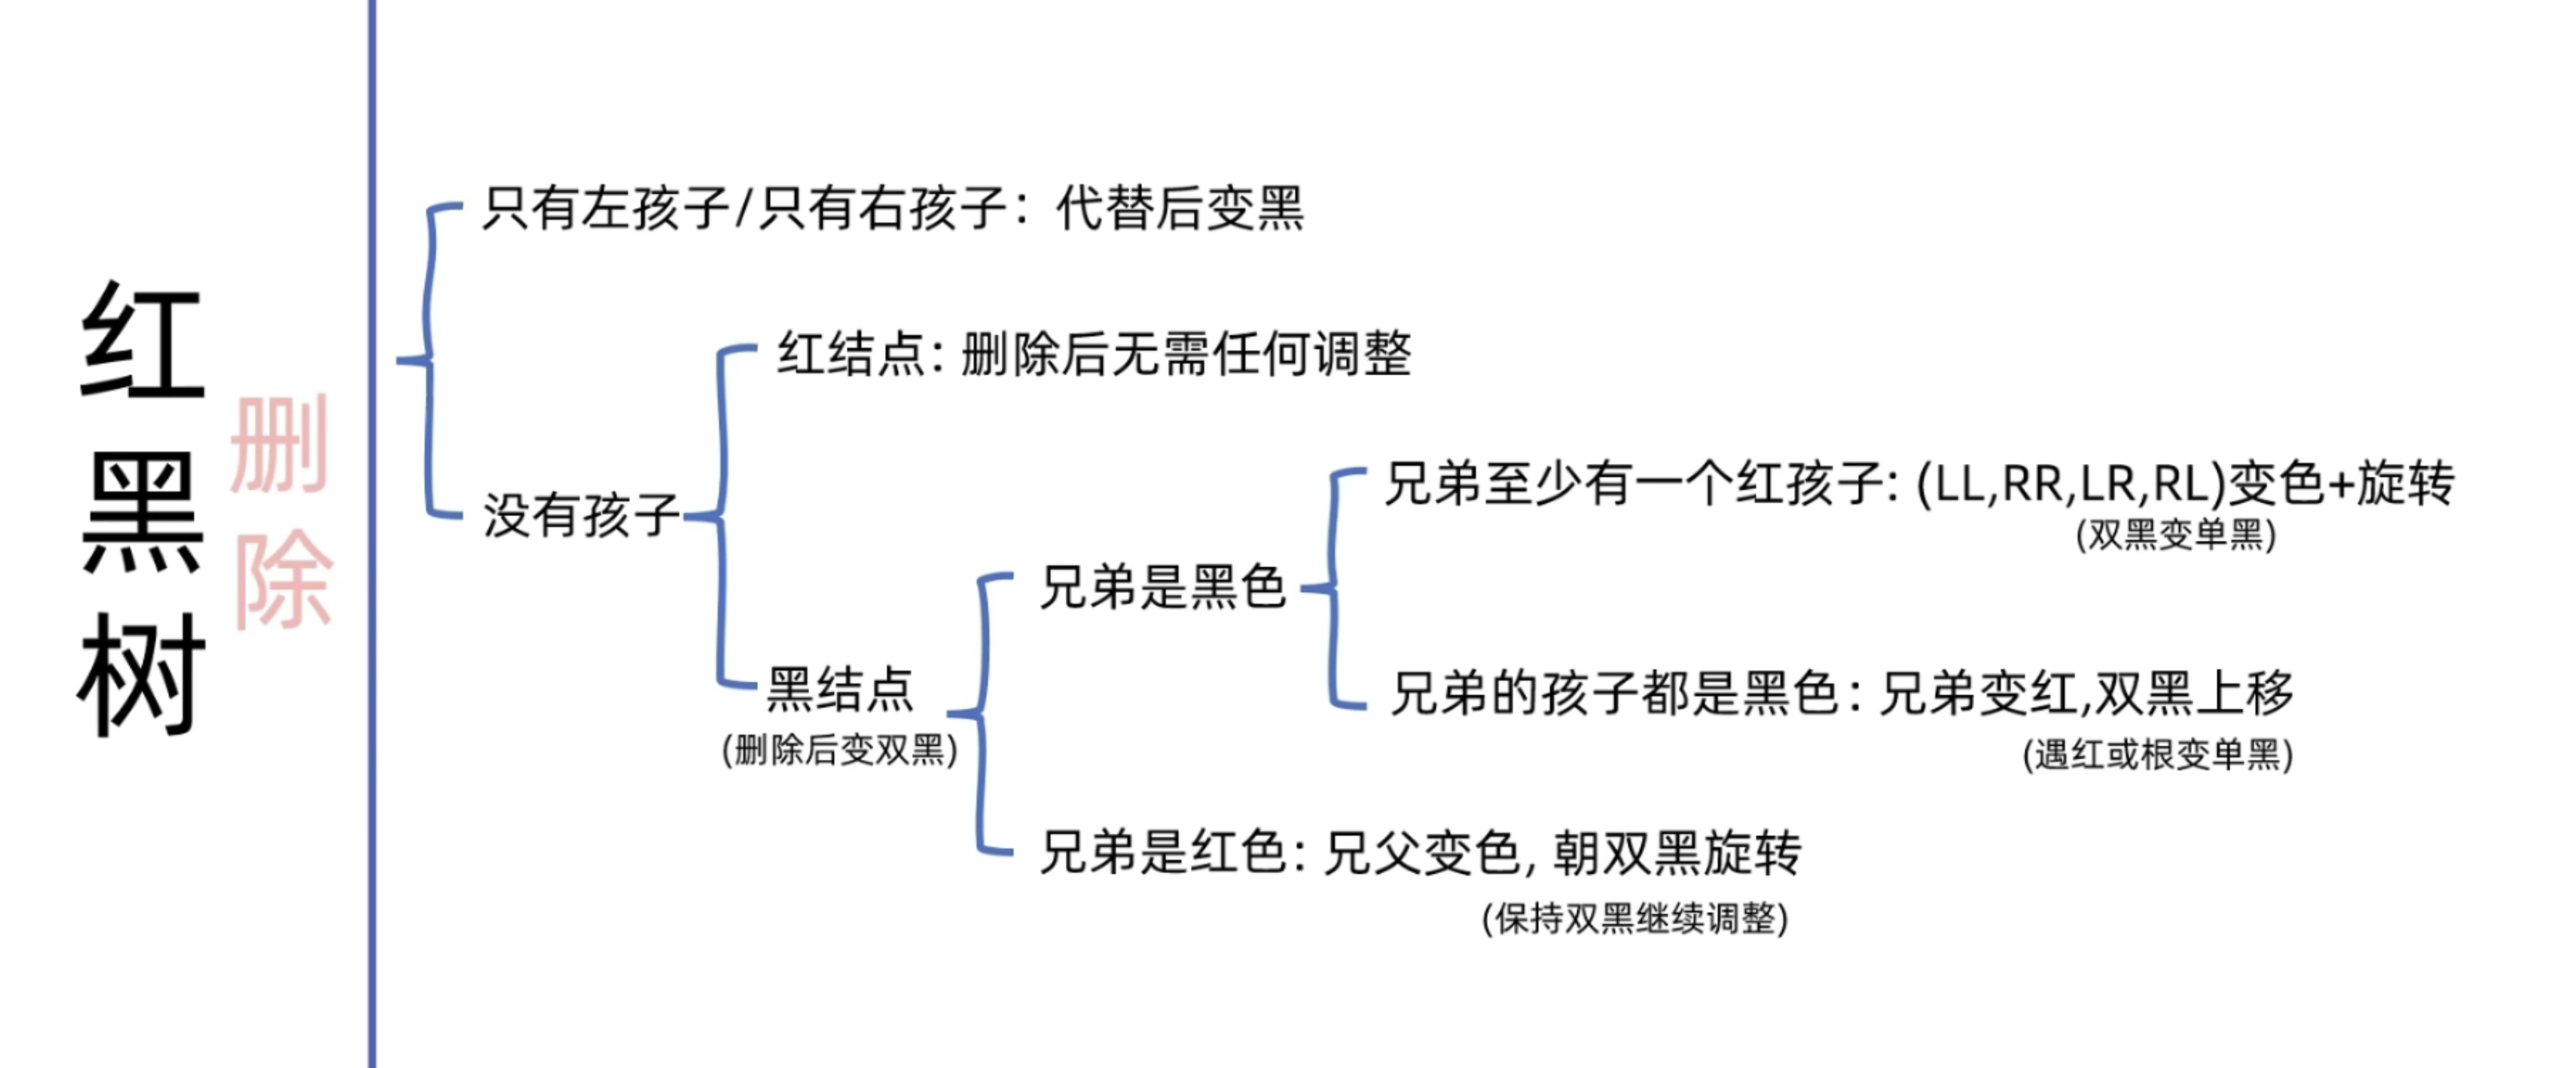 红黑树
删除
只有左孩子/只有右孩子：代替后变黑
没有孩子
红结点：删除后无需任何调整
黑结点
(删除后变双黑)
兄弟是黑色
兄弟至少有一个红孩子：(LL,RR,LR,RL)变色+旋转
(双黑变单黑)
兄弟的孩子都是黑色：兄弟变红,双黑上移
(遇红或根变单黑)
兄弟是红色：兄父变色, 朝双黑旋转
(保持双黑继续调整)